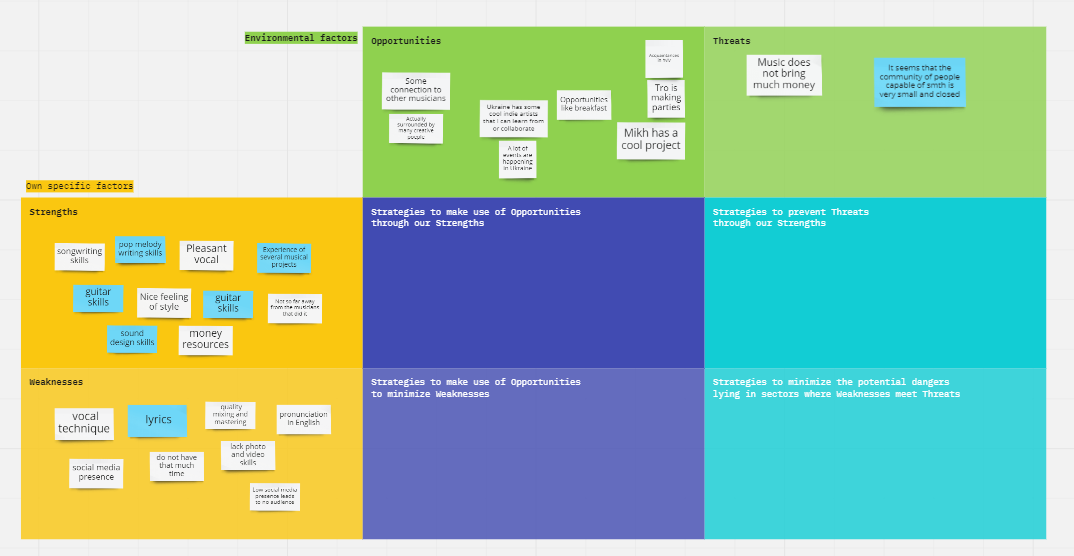 Environmental factors
Opportunities
Some
connection to
other musicians
Actually
surrounded by
many creative
people
Ukraine has some
cool indie artists
that I can learn from
or collaborate
A lot of
events are
happening
in Ukraine
Opportunities
like breakfast
Acquaintances
Tro is
making
parties
Mikh has a
cool project
Threats
Music does
not bring
much money
It seems that the
community of people
capable of smth is
very small and closed
Own specific factors
Strengths
songwriting
skills
pop melody
writing skills
Pleasant
vocal
Experience of
several musical
projects
guitar
skills
Nice feeling
of style
guitar
skills
Not so far away
from the musicians
that did it
sound
design skills
money
resources
Strategies to make use of Opportunities
through our Strengths
Strategies to prevent Threats
through our Strengths
Weaknesses
vocal
technique
lyrics
quality
mixing and
mastering
pronunciation
in English
social media
presence
do not have
that much
time
lack photo
and video
skills
Low social media
presence leads
to no audience
Strategies to make use of Opportunities
to minimize Weaknesses
Strategies to minimize the potential dangers
lying in sectors where Weaknesses meet Threats